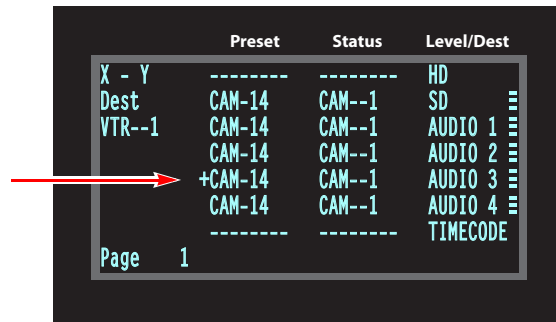 Preset Status Level/Dest
X - Y -------- -------- HD
Dest CAM-14 CAM--1 SD
VTR--1 CAM-14 CAM--1 AUDIO 1
CAM-14 CAM--1 AUDIO 2
+CAM-14 CAM--1 AUDIO 3
CAM-14 CAM--1 AUDIO 4
-------- -------- TIMECODE
Page 1